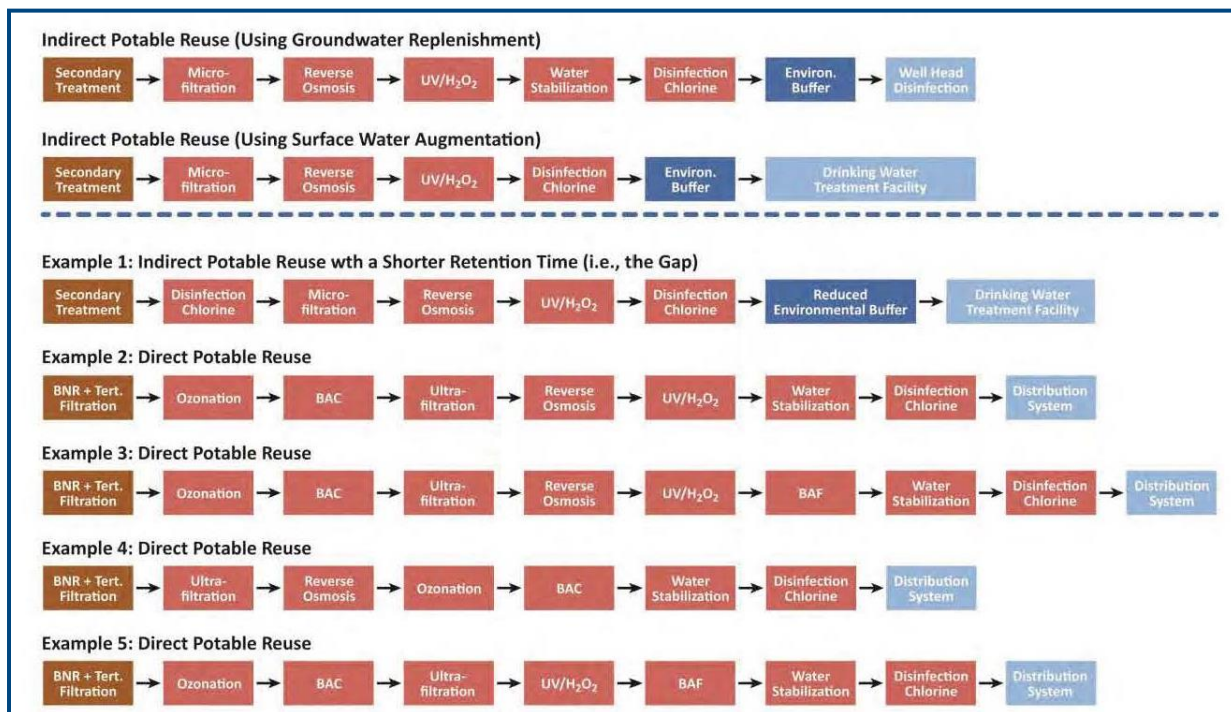 Indirect Potable Reuse (Using Groundwater Replenishment)
Secondary
Treatment
Micro-
filtration
Reverse
Osmosis
UV/H₂O₂
Water
Stabilization
Disinfection
Chlorine
Environ.
Buffer
Well Head
Disinfection
Indirect Potable Reuse (Using Surface Water Augmentation)
Secondary
Treatment
Micro-
filtration
Reverse
Osmosis
UV/H₂O₂
Disinfection
Chlorine
Environ.
Buffer
Drinking Water
Treatment Facility
Example 1: Indirect Potable Reuse wth a Shorter Retention Time (i.e., the Gap)
Secondary
Treatment
Disinfection
Chlorine
Micro-
filtration
Reverse
Osmosis
UV/H₂O₂
Disinfection
Chlorine
Reduced
Environmental Buffer
Drinking Water
Treatment Facility
Example 2: Direct Potable Reuse
BNR + Tert.
Filtration
Ozonation
BAC
Ultra-
filtration
Reverse
Osmosis
UV/H₂O₂
Water
Stabilization
Disinfection
Chlorine
Distribution
System
Example 3: Direct Potable Reuse
BNR + Tert.
Filtration
Ozonation
BAC
Ultra-
filtration
Reverse
Osmosis
UV/H₂O₂
BAF
Water
Stabilization
Disinfection
Chlorine
Distribution
System
Example 4: Direct Potable Reuse
BNR + Tert.
Filtration
Ultra-
filtration
Reverse
Osmosis
Ozonation
BAC
Water
Stabilization
Disinfection
Chlorine
Distribution
System
Example 5: Direct Potable Reuse
BNR + Tert.
Filtration
Ozonation
BAC
Ultra-
filtration
UV/H₂O₂
BAF
Water
Stabilization
Disinfection
Chlorine
Distribution
System